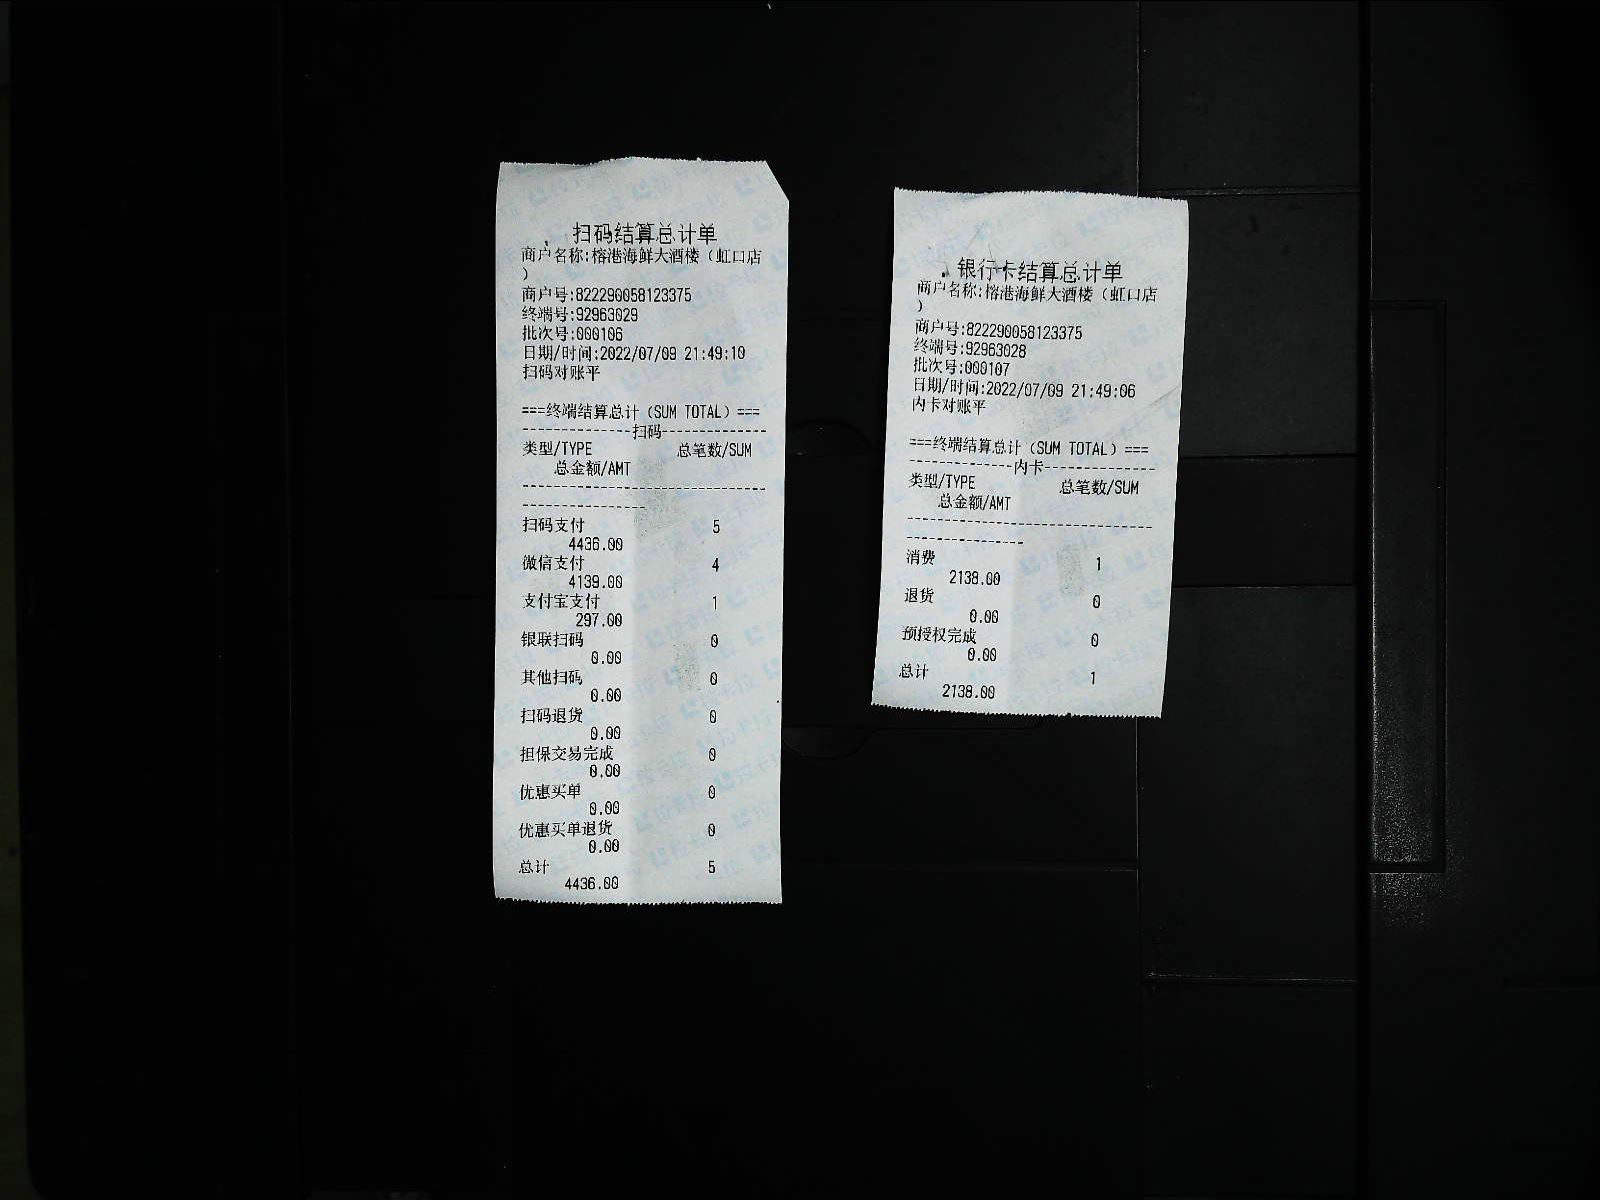 扫码结算总计单
商户名称:榕港海鲜大酒楼（虹口店
）
商户号:822290058123375
终端号:92963029
批次号:000106
日期/时间:2022/07/09 21:49:10
扫码对账平
===终端结算总计（SUM TOTAL）===
--------------扫码--------------
类型/TYPE 总笔数/SUM
总金额/AMT
--------------------------------
----------------
扫码支付 5
4436.00
微信支付 4
4139.00
支付宝支付 1
297.00
银联扫码 0
0.00
其他扫码 0
0.00
扫码退货 0
0.00
担保交易完成 0
0.00
优惠买单 0
0.00
优惠买单退货 0
0.00
总计 5
4436.00
银行卡结算总计单
商户名称:榕港海鲜大酒楼（虹口店
）
商户号:822290058123375
终端号:92963028
批次号:000107
日期/时间:2022/07/09 21:49:06
内卡对账平
===终端结算总计（SUM TOTAL）===
--------------内卡--------------
类型/TYPE 总笔数/SUM
总金额/AMT
--------------------------------
----------------
消费 1
2138.00
退货 0
0.00
预授权完成 0
0.00
总计 1
2138.00